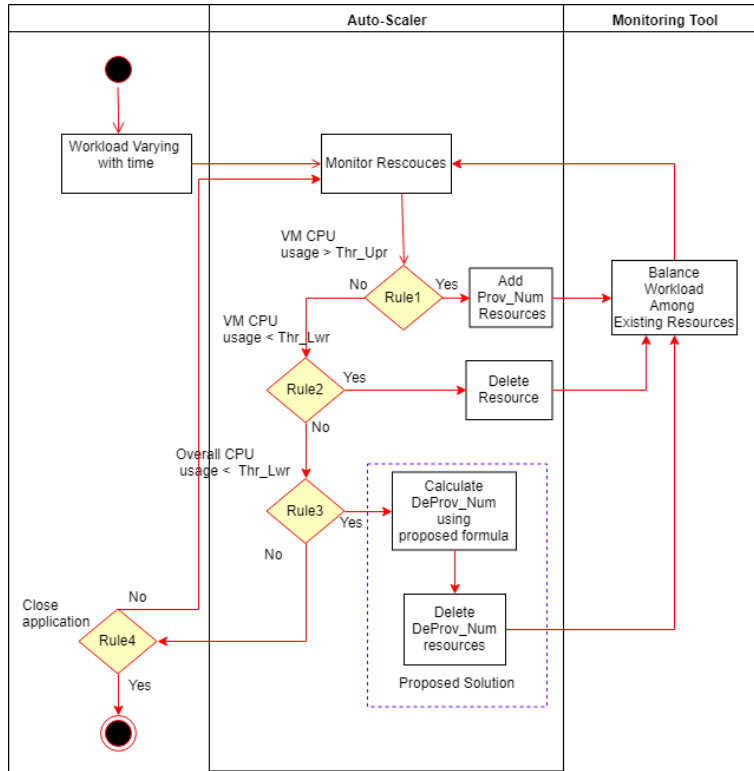 Auto-Scaler
Monitoring Tool
Workload Varying
with time
Monitor Rescouces
VM CPU
usage > Thr_Upr
No
Rule1
Yes
Add
Prov_Num
Resources
Balance
Workload
Among
Existing Resources
VM CPU
usage < Thr_Lwr
Rule2
Yes
Delete
Resource
No
Overall CPU
usage < Thr_Lwr
Rule3
Yes
Calculate
DeProv_Num
using
proposed formula
No
Close
application
No
Rule4
Delete
DeProv_Num
resources
Yes
Proposed Solution